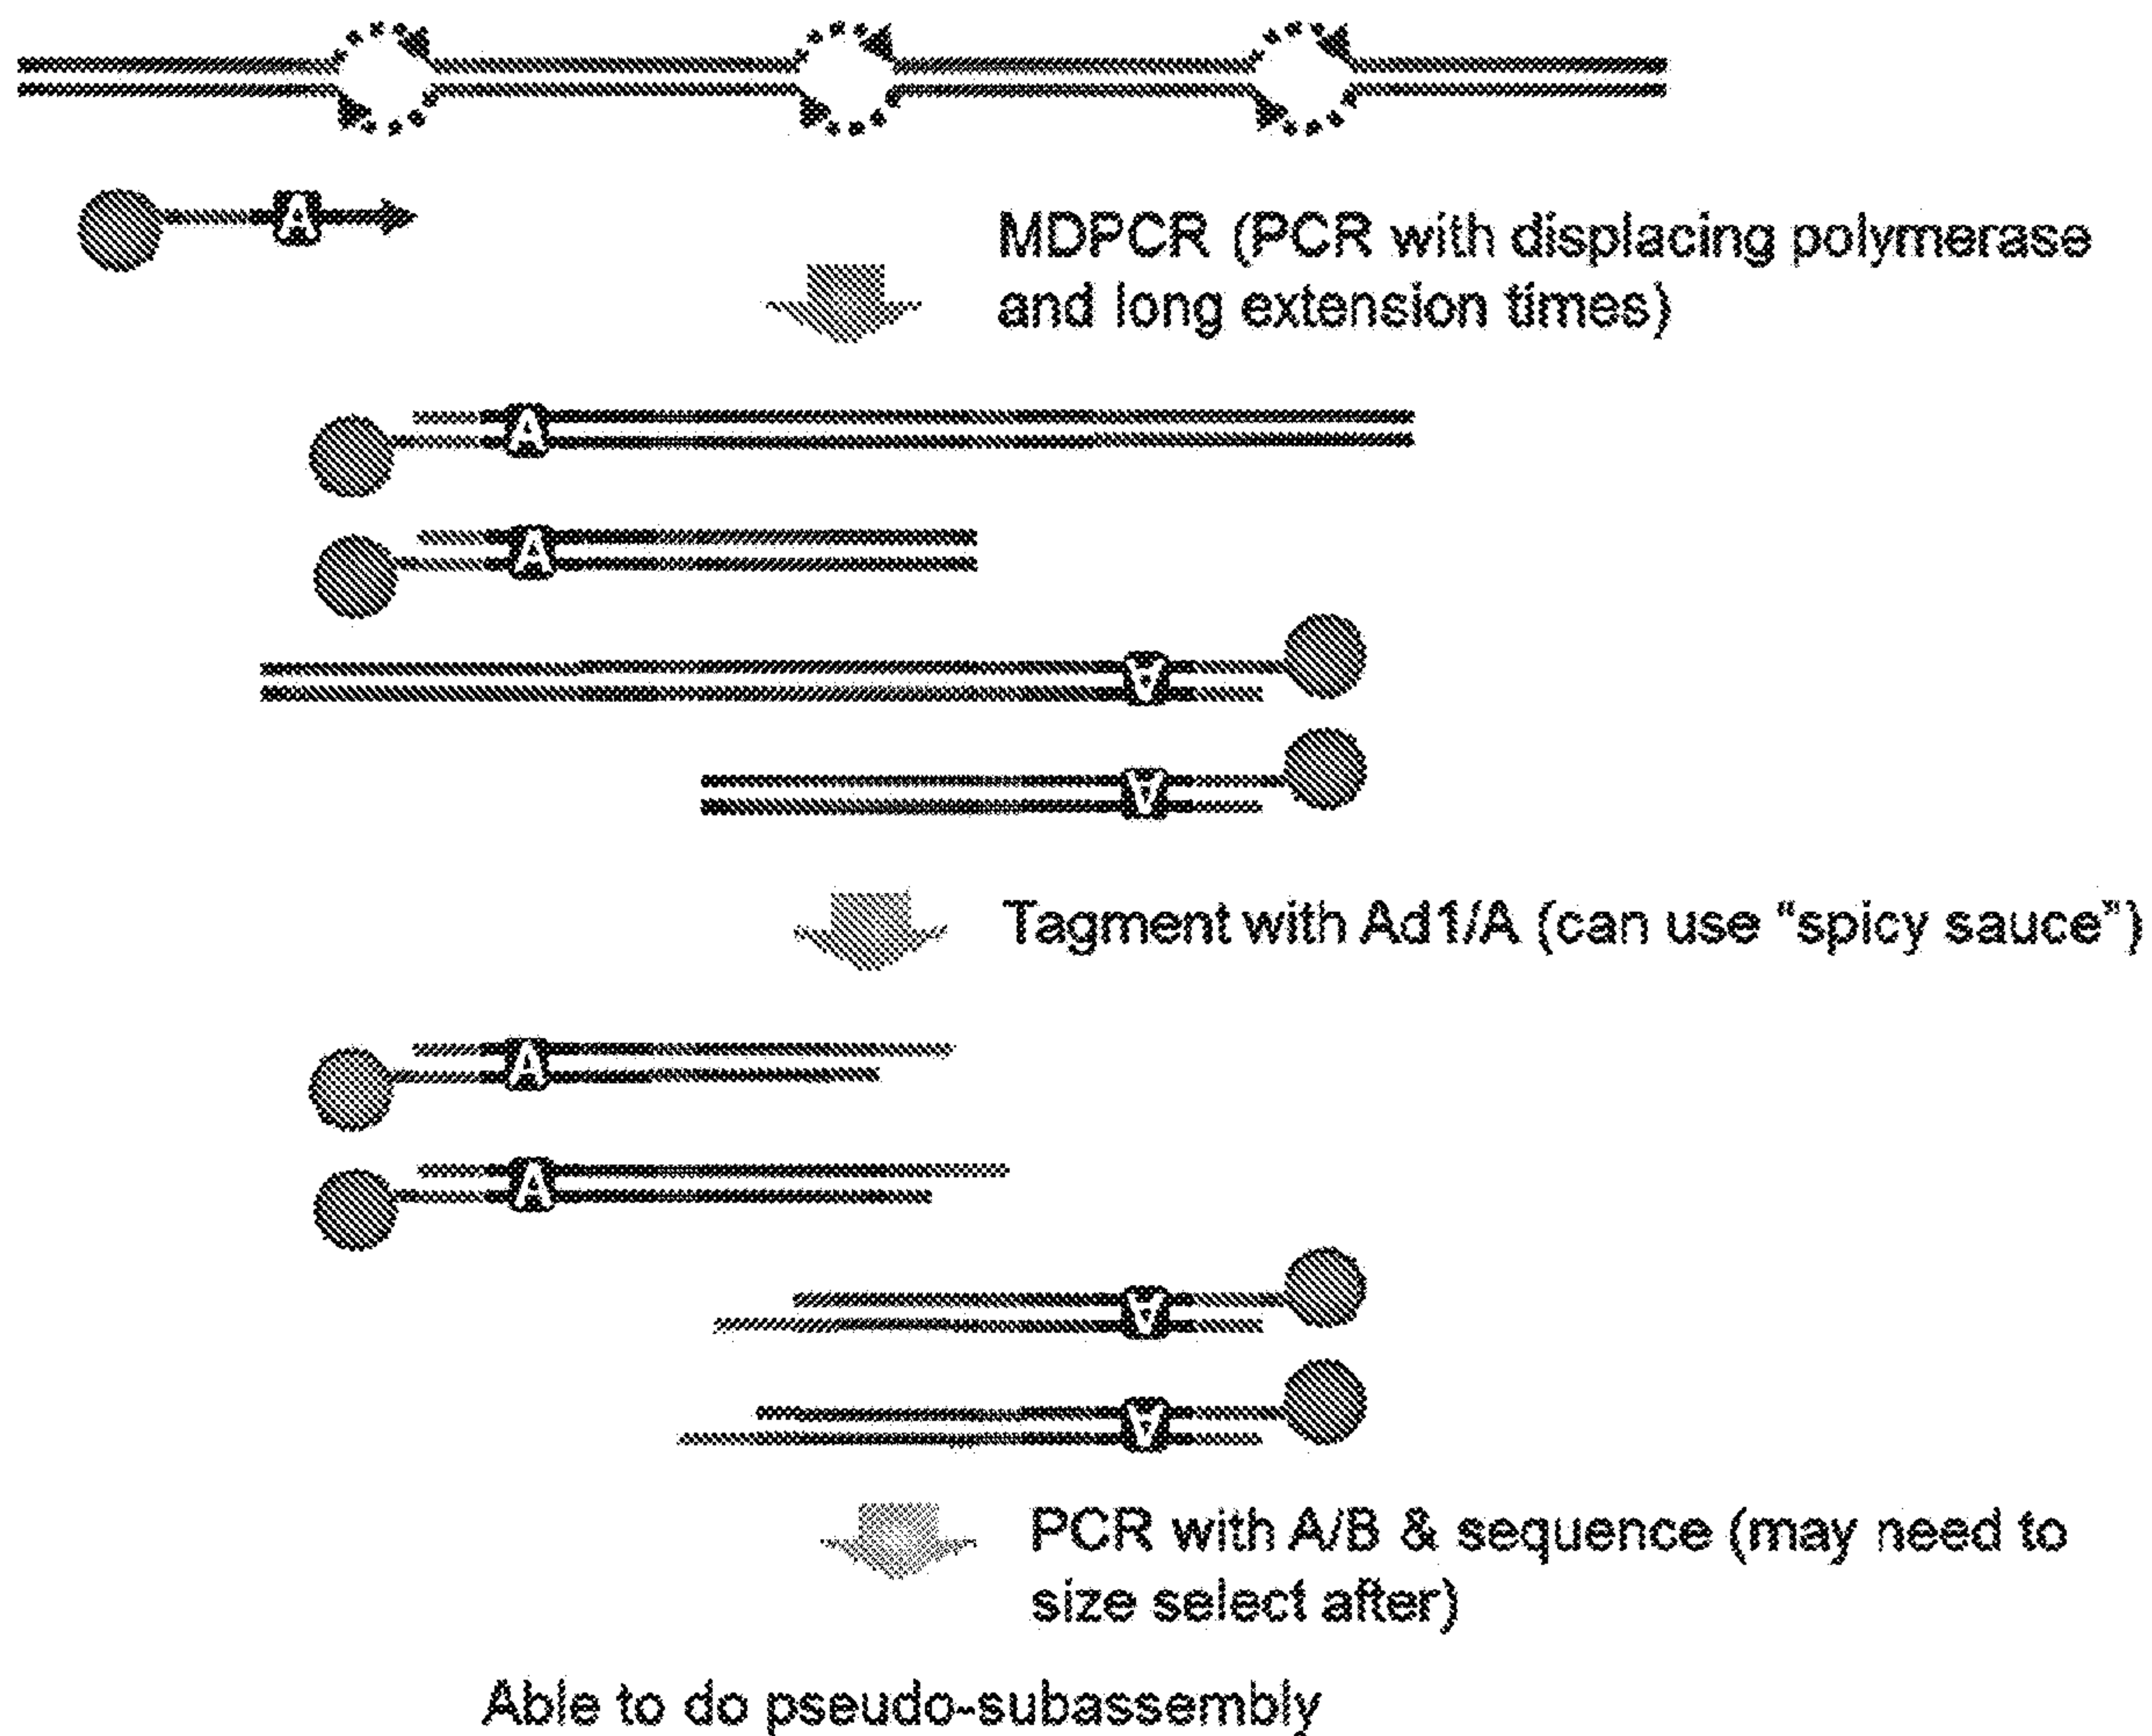 A
MDPCR (PCR with displacing polymerase
and long extension times)
A
A
A
A
Tagment with Ad1/A (can use “spicy sauce”)
A
A
A
A
PCR with A/B & sequence (may need to
size select after)
Able to do pseudo-subassembly